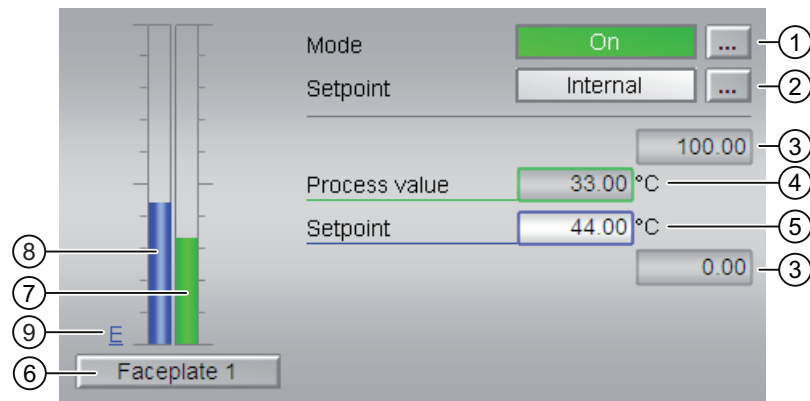 Mode On ... 1
Setpoint Internal ... 2
100.00 3
Process value 33.00 °C 4
Setpoint 44.00 °C 5
0.00 3
8
7
9 E
6 Faceplate 1